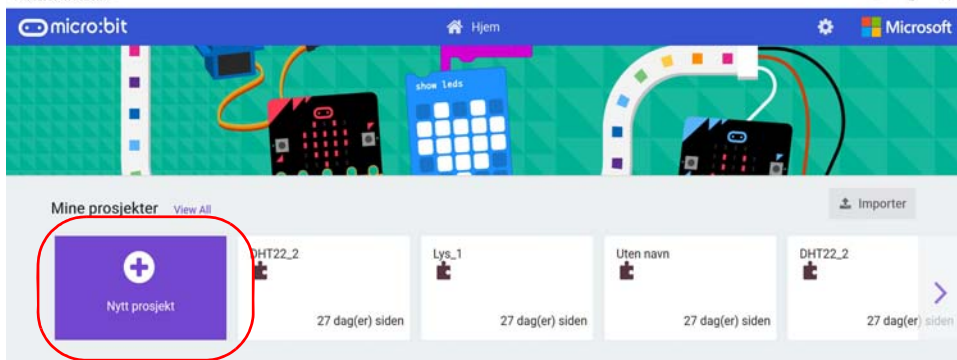 micro:bit
Hjem
Microsoft
show leds
Mine prosjekter View All
Importer
Nytt prosjekt
DHT22_2
27 dag(er) siden
Lys_1
27 dag(er) siden
Uten navn
27 dag(er) siden
DHT22_2
27 dag(er) siden